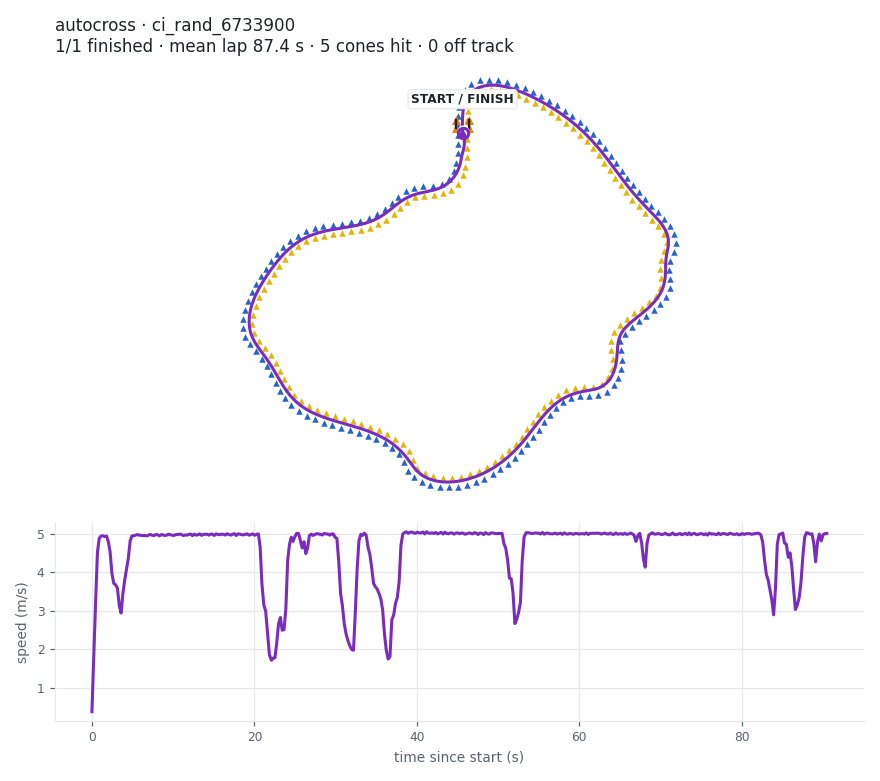 autocross · ci_rand_6733900
1/1 finished · mean lap 87.4 s · 5 cones hit · 0 off track
START / FINISH
5
4
3
2
1
speed (m/s)
0 20 40 60 80
time since start (s)